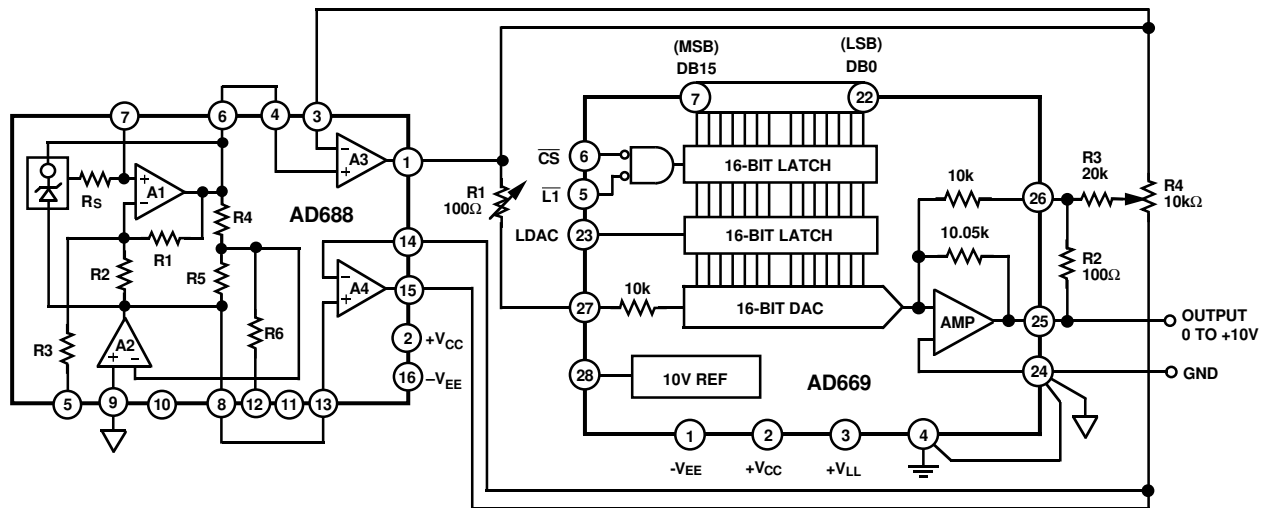 (MSB)
DB15
(LSB)
DB0
7
6
4
3
7
22
A3
−
+
1
6
CS
5
L1
16-BIT LATCH
RS
A1
+
−
R4
AD688
R1
100Ω
10k
26
R3
20k
R4
10kΩ
LDAC
23
16-BIT LATCH
14
R1
R2
R5
10.05k
R2
100Ω
A4
−
+
15
27
10k
16-BIT DAC
AMP
25
OUTPUT
0 TO +10V
R3
A2
+
−
R6
2
+VCC
16
−VEE
28
10V REF
AD669
24
GND
5
9
10
8
12
11
13
1
2
3
4
-VEE
+VCC
+VLL